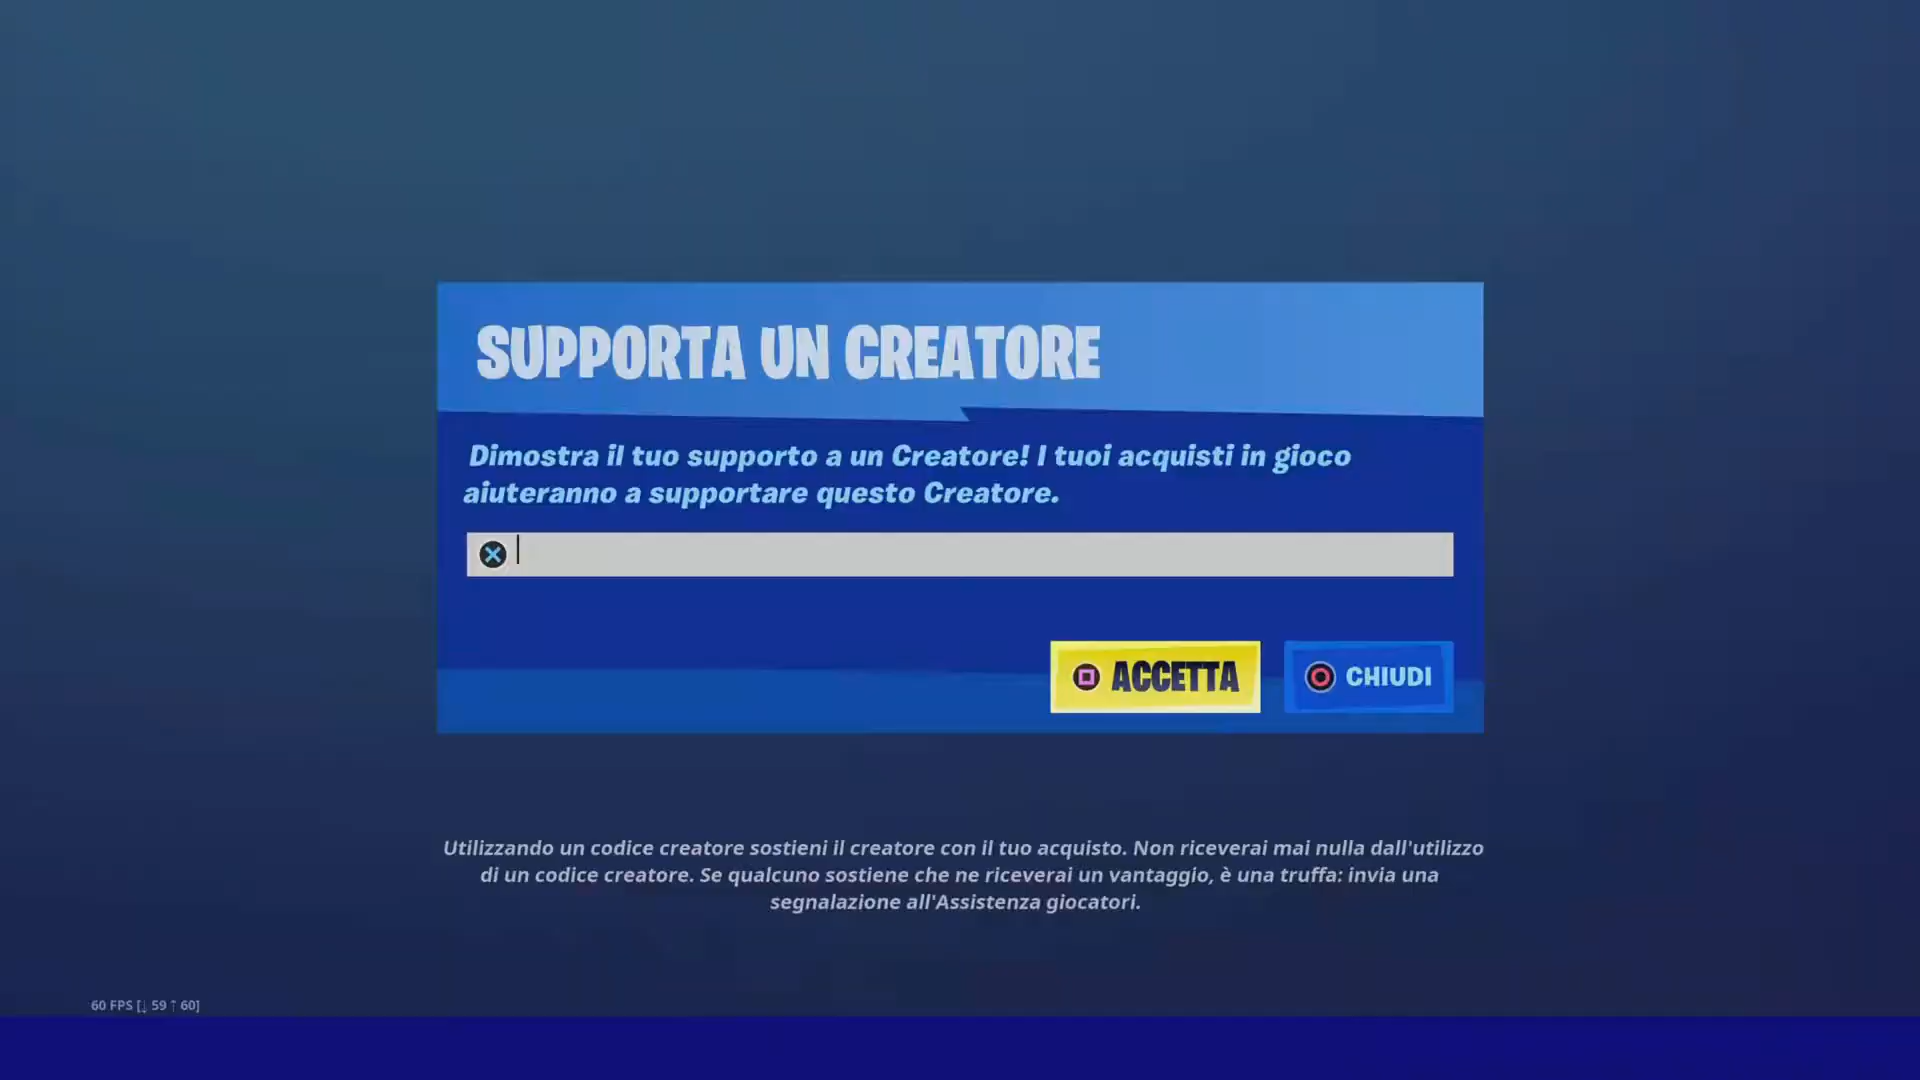 SUPPORTA UN CREATORE
Dimostra il tuo supporto a un Creatore! I tuoi acquisti in gioco
aiuteranno a supportare questo Creatore.
ACCETTA
CHIUDI
Utilizzando un codice creatore sostieni il creatore con il tuo acquisto. Non riceverai mai nulla dall'utilizzo
di un codice creatore. Se qualcuno sostiene che ne riceverai un vantaggio, è una truffa: invia una
segnalazione all'Assistenza giocatori.
60 FPS [↓ 59 ↑ 60]